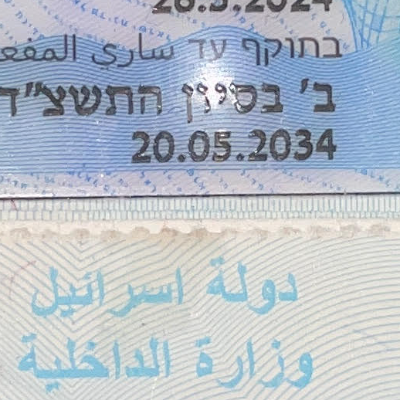 בתוקף עד ساري المفع
ב' בסיון התשצ"ד
20.05.2034
دولة اسرائيل
وزارة الداخلية